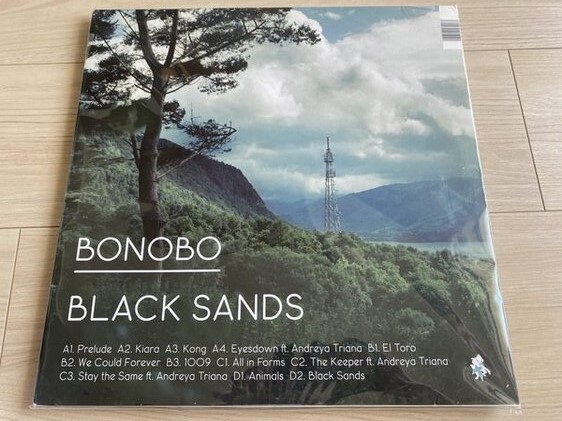 BONOBO
BLACK SANDS
A1. Prelude A2. Kiara A3. Kong A4. Eyesdown ft. Andreya Triana B1. El Toro
B2. We Could Forever B3. 1009 C1. All in Forms C2. The Keeper ft. Andreya Triana
C3. Stay the Same ft. Andreya Triana D1. Animals D2. Black Sands